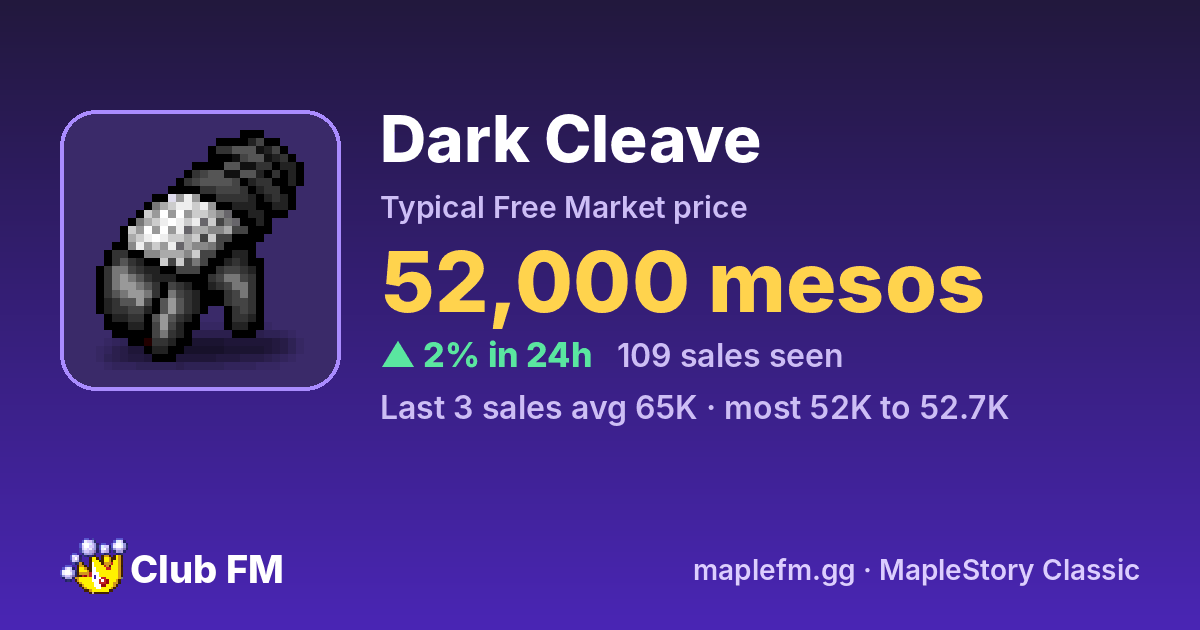 Dark Cleave
Typical Free Market price
52,000 mesos
▲ 2% in 24h 109 sales seen
Last 3 sales avg 65K · most 52K to 52.7K
Club FM
maplefm.gg · MapleStory Classic